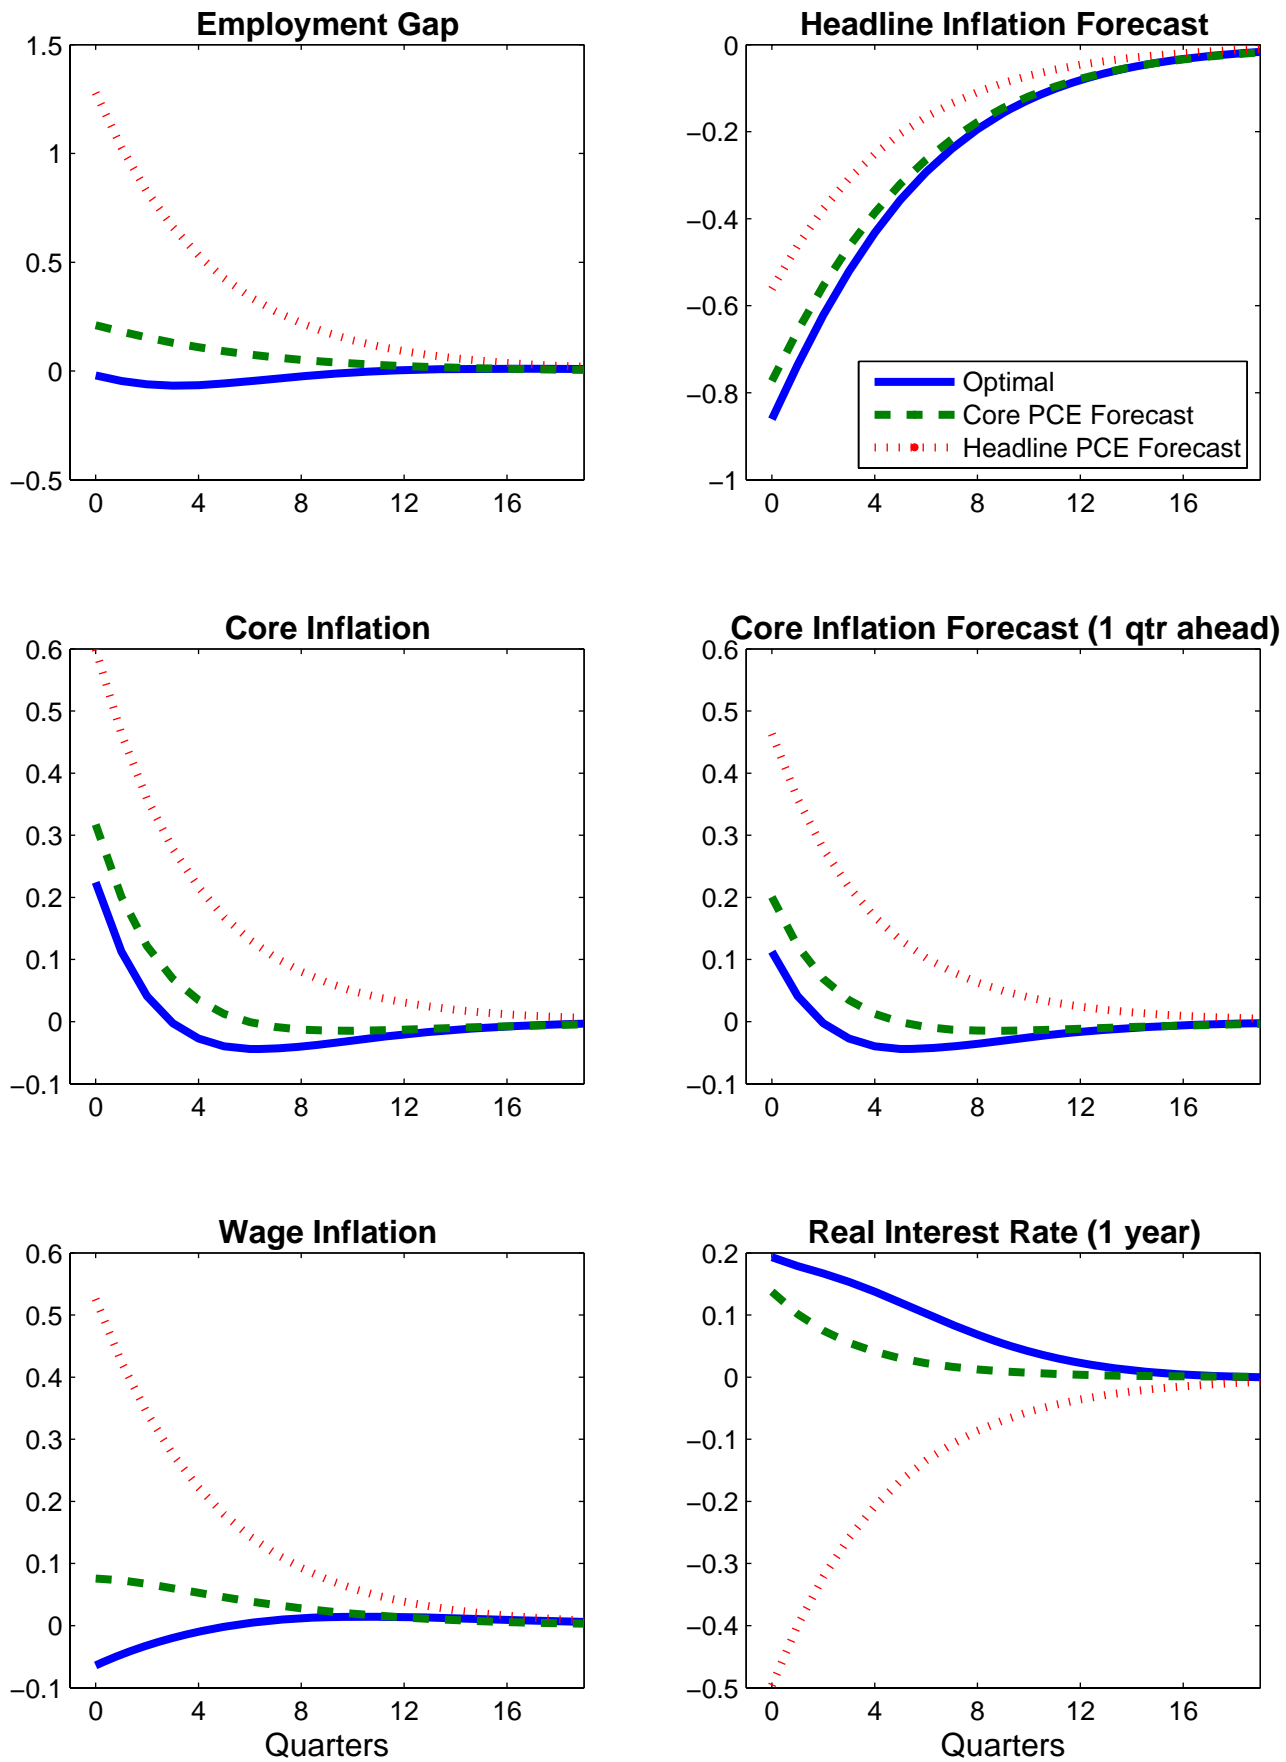 Employment Gap
1.5
1
0.5
0
−0.5
0 4 8 12 16
Headline Inflation Forecast
0
−0.2
−0.4
−0.6
−0.8
−1
Optimal
Core PCE Forecast
Headline PCE Forecast
0 4 8 12 16
Core Inflation
0.6
0.5
0.4
0.3
0.2
0.1
0
−0.1
0 4 8 12 16
Core Inflation Forecast (1 qtr ahead)
0.6
0.5
0.4
0.3
0.2
0.1
0
−0.1
0 4 8 12 16
Wage Inflation
0.6
0.5
0.4
0.3
0.2
0.1
0
−0.1
0 4 8 12 16
Quarters
Real Interest Rate (1 year)
0.2
0.1
0
−0.1
−0.2
−0.3
−0.4
−0.5
0 4 8 12 16
Quarters